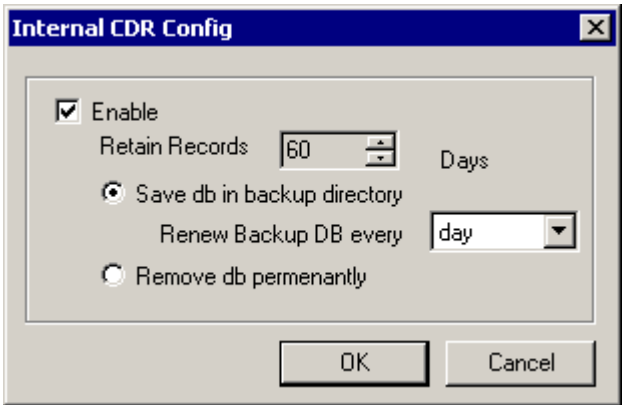 Internal CDR Config
Enable
Retain Records 60 Days
Save db in backup directory
Renew Backup DB every day
Remove db permenantly
OK Cancel